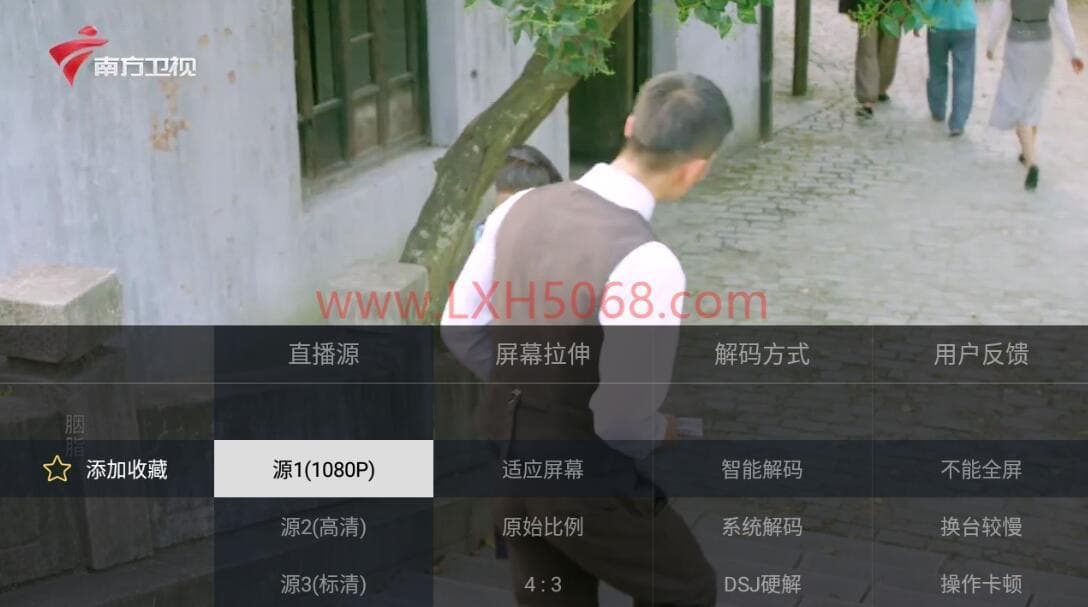 南方卫视
www.LXH5068.com
直播源 屏幕拉伸 解码方式 用户反馈
胭脂
添加收藏 源1(1080P) 适应屏幕 智能解码 不能全屏
源2(高清) 原始比例 系统解码 换台较慢
源3(标清) 4 : 3 DSJ硬解 操作卡顿